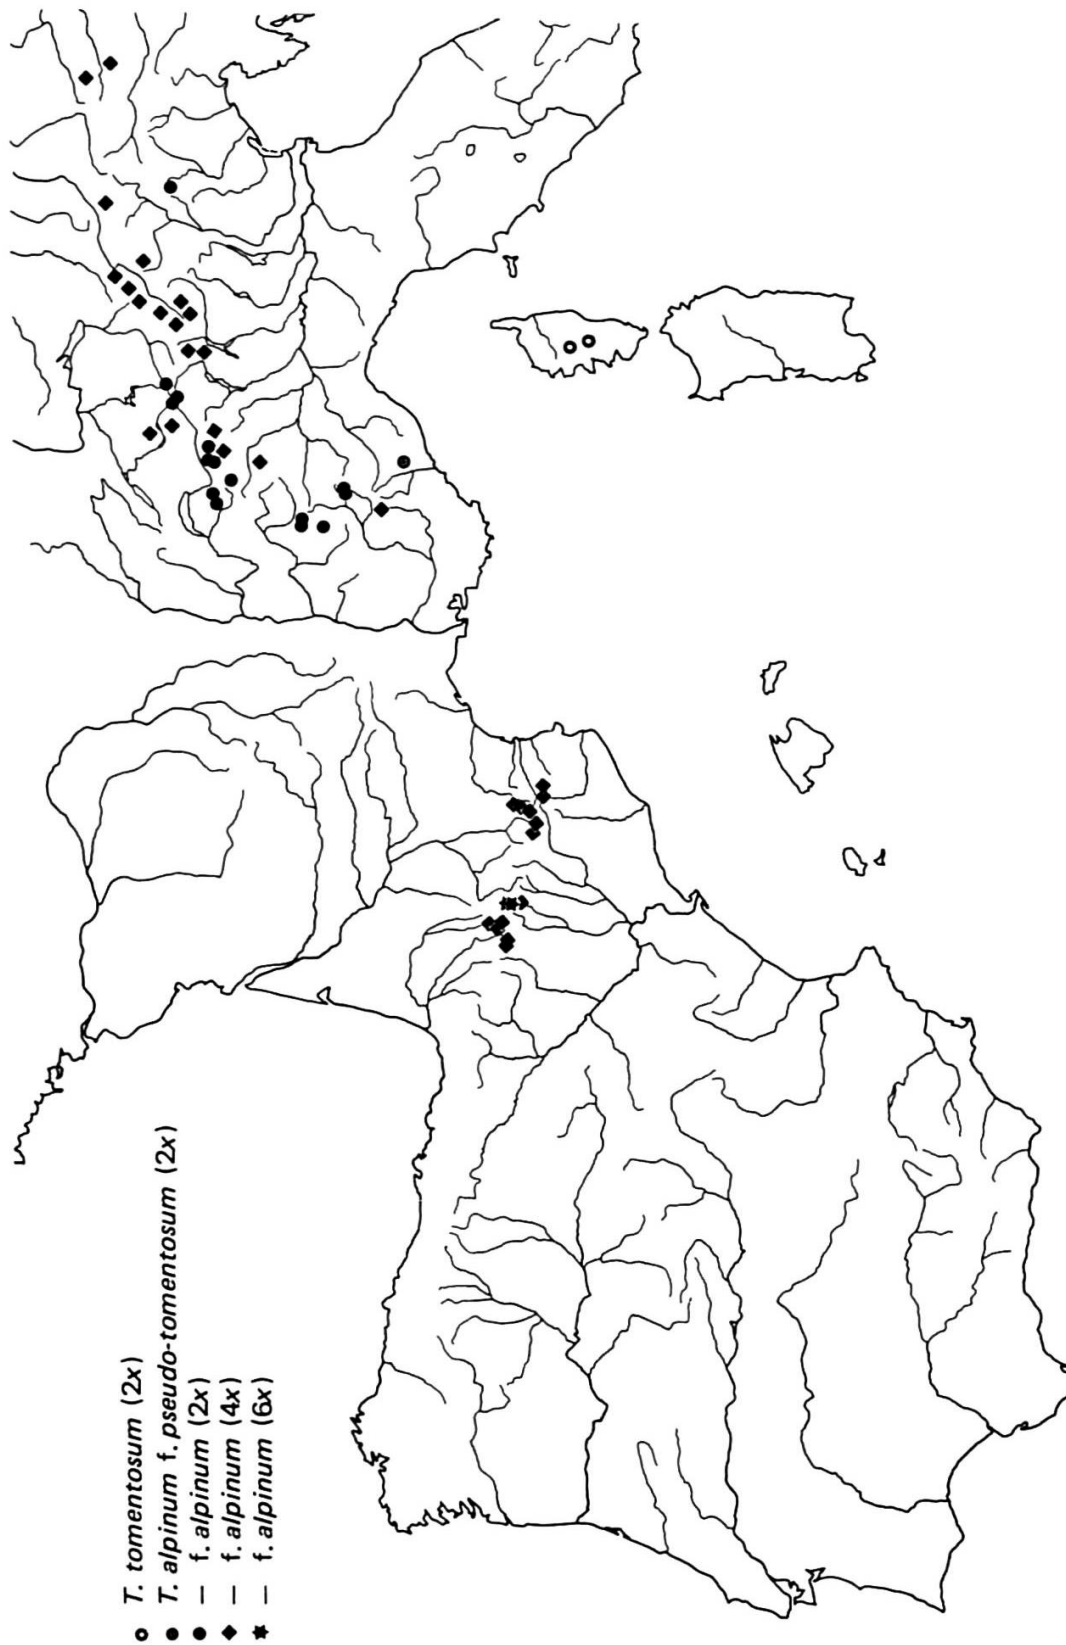 T. tomentosum (2x)
T. alpinum f. pseudo-tomentosum (2x)
— f. alpinum (2x)
— f. alpinum (4x)
— f. alpinum (6x)